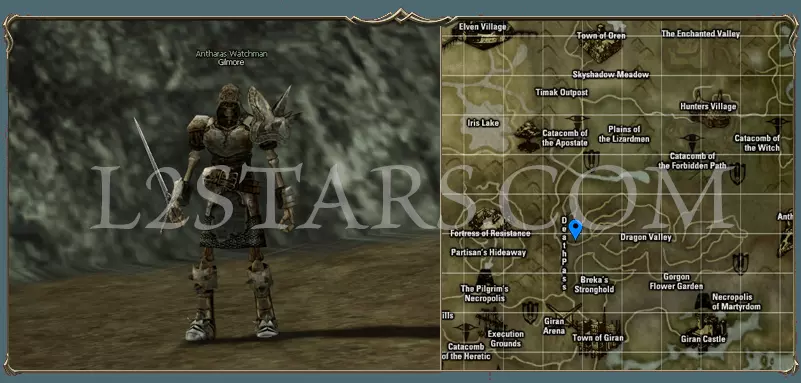 Antharas Watchman
Gilmore
L2STARS.COM
Elven Village
Town of Oren
The Enchanted Valley
Skyshadow Meadow
Timak Outpost
Hunters Village
Iris Lake
Catacomb of
the Apostate
Plains of
the Lizardmen
Catacomb of
the Witch
Catacomb of
the Forbidden Path
Death Pass
Anth
Fortress of Resistance
Dragon Valley
Partisan's Hideaway
The Pilgrim's
Necropolis
Breka's
Stronghold
Gorgon
Flower Garden
Necropolis
of Martyrdom
ills
Giran
Arena
Execution
Grounds
Town of Giran
Giran Castle
Catacomb
of the Heretic